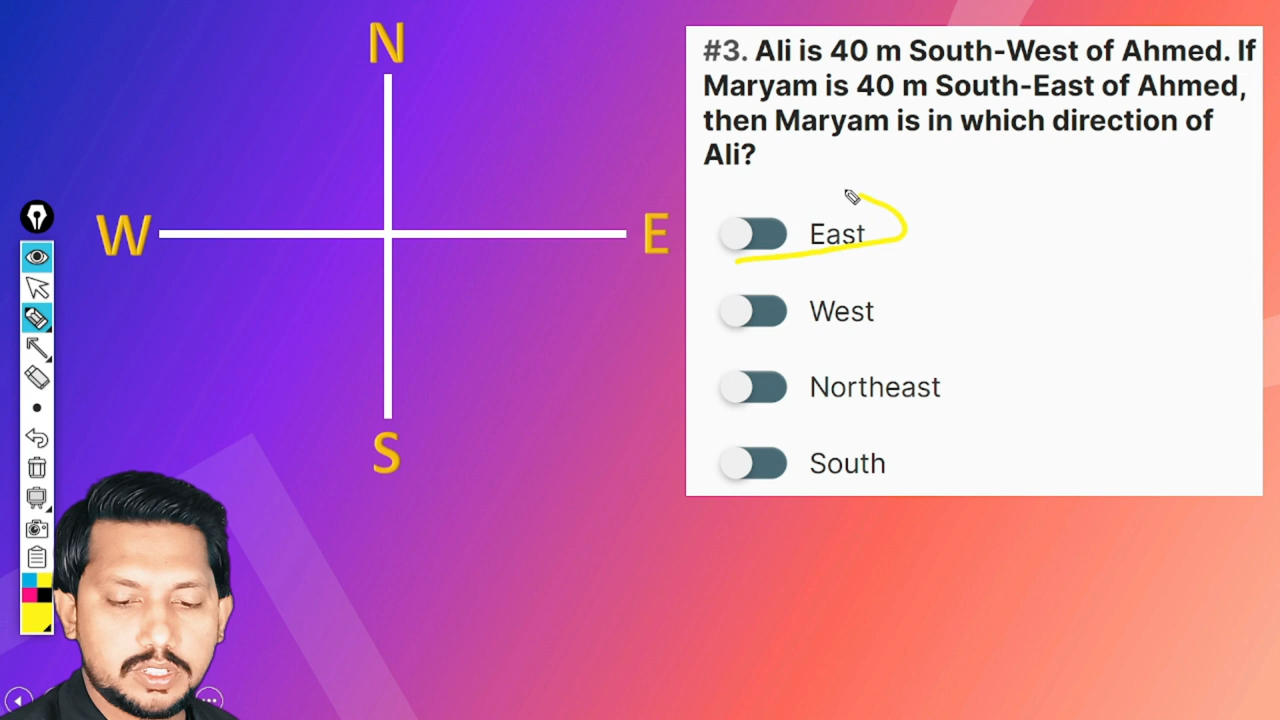 N
W
E
S
#3. Ali is 40 m South-West of Ahmed. If
Maryam is 40 m South-East of Ahmed,
then Maryam is in which direction of
Ali?
East
West
Northeast
South